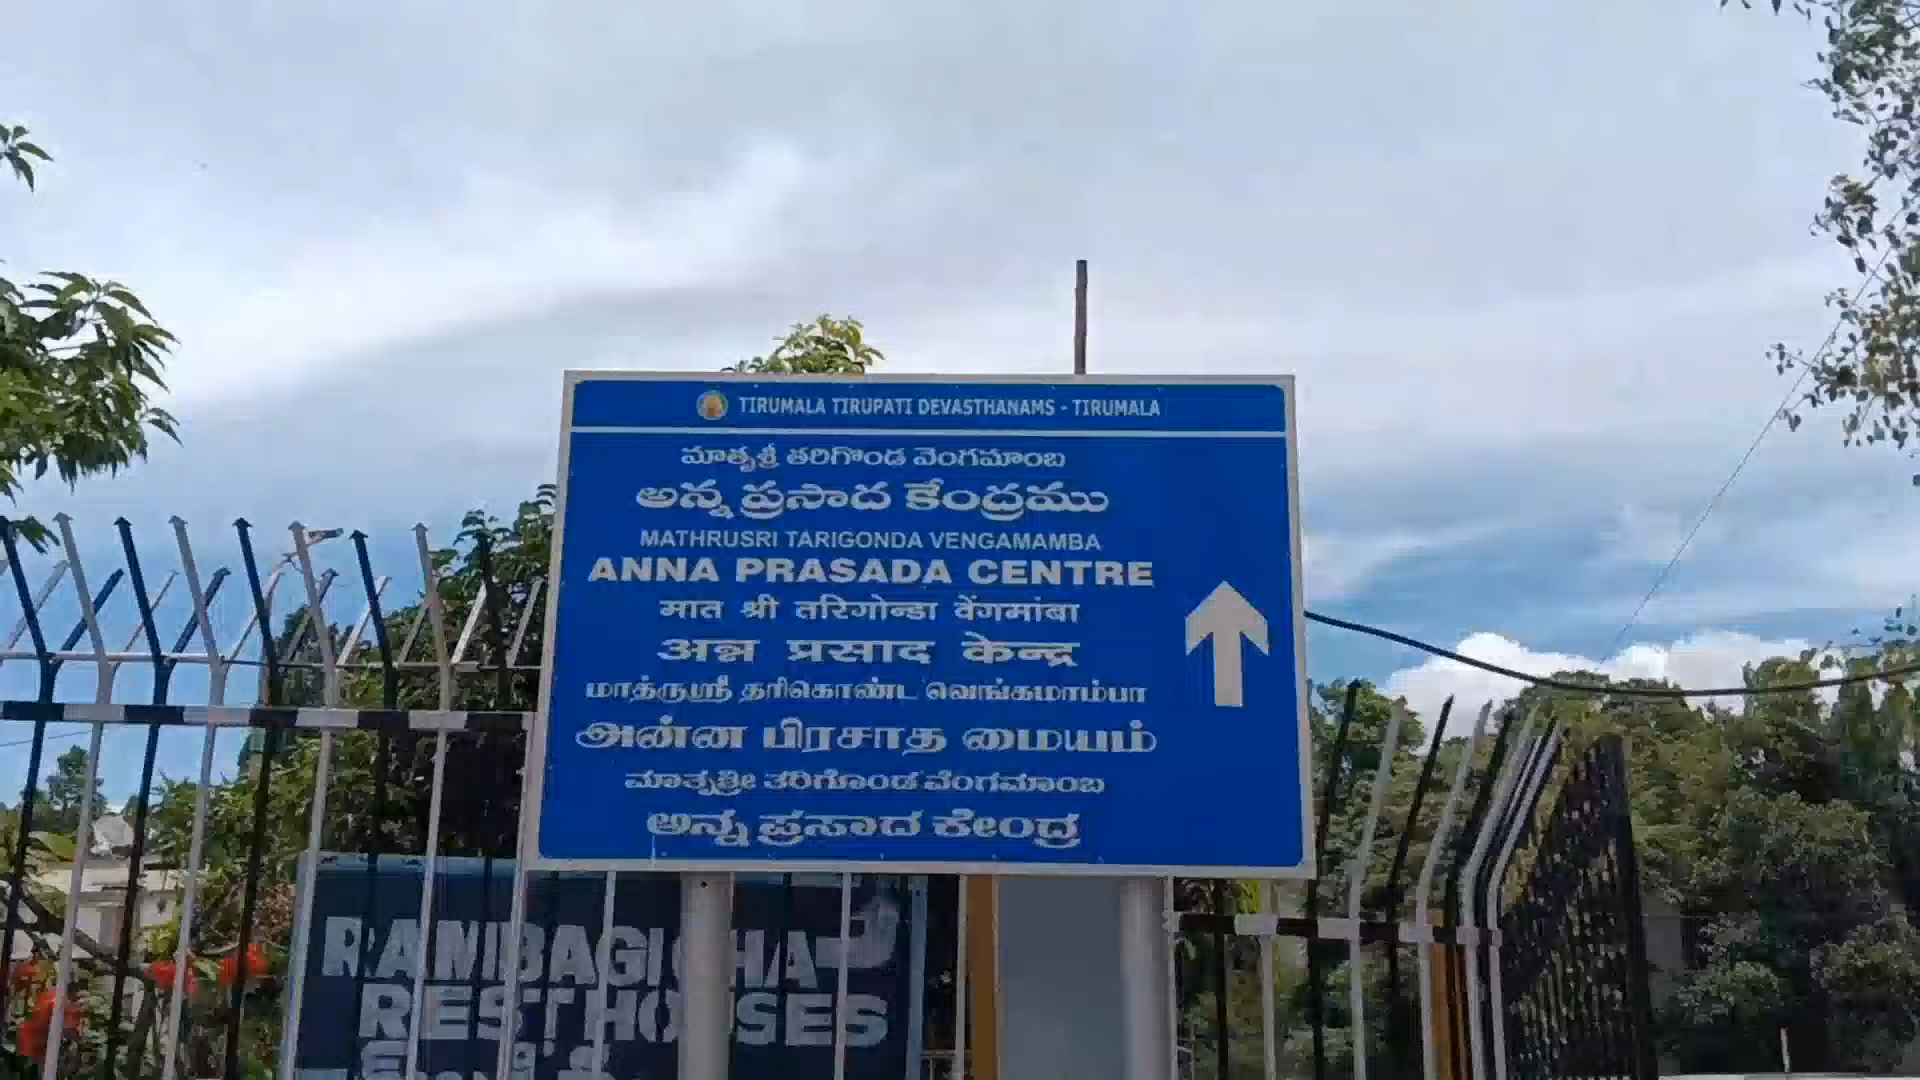 TIRUMALA TIRUPATI DEVASTHANAMS - TIRUMALA
మాతృశ్రీ తరిగొండ వెంగమాంబ
అన్న ప్రసాద కేంద్రము
MATHRUSRI TARIGONDA VENGAMAMBA
ANNA PRASADA CENTRE
मात श्री तरिगोन्डा वेंगमांबा
अन्न प्रसाद केन्द्र
மாத்ருஸ்ரீ தரிகொண்ட வெங்கமாம்பா
அன்ன பிரசாத மையம்
ಮಾತೃಶ್ರೀ ತರಿಗೊಂಡ ವೆಂಗಮಾಂಬ
ಅನ್ನ ಪ್ರಸಾದ ಕೇಂದ್ರ
RAMBAGICHA
REST HOUSES